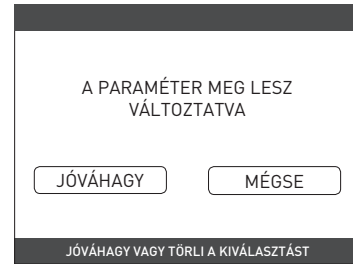 A PARAMÉTER MEG LESZ
VÁLTOZTATVA
JÓVÁHAGY
MÉGSE
JÓVÁHAGY VAGY TÖRLI A KIVÁLASZTÁST